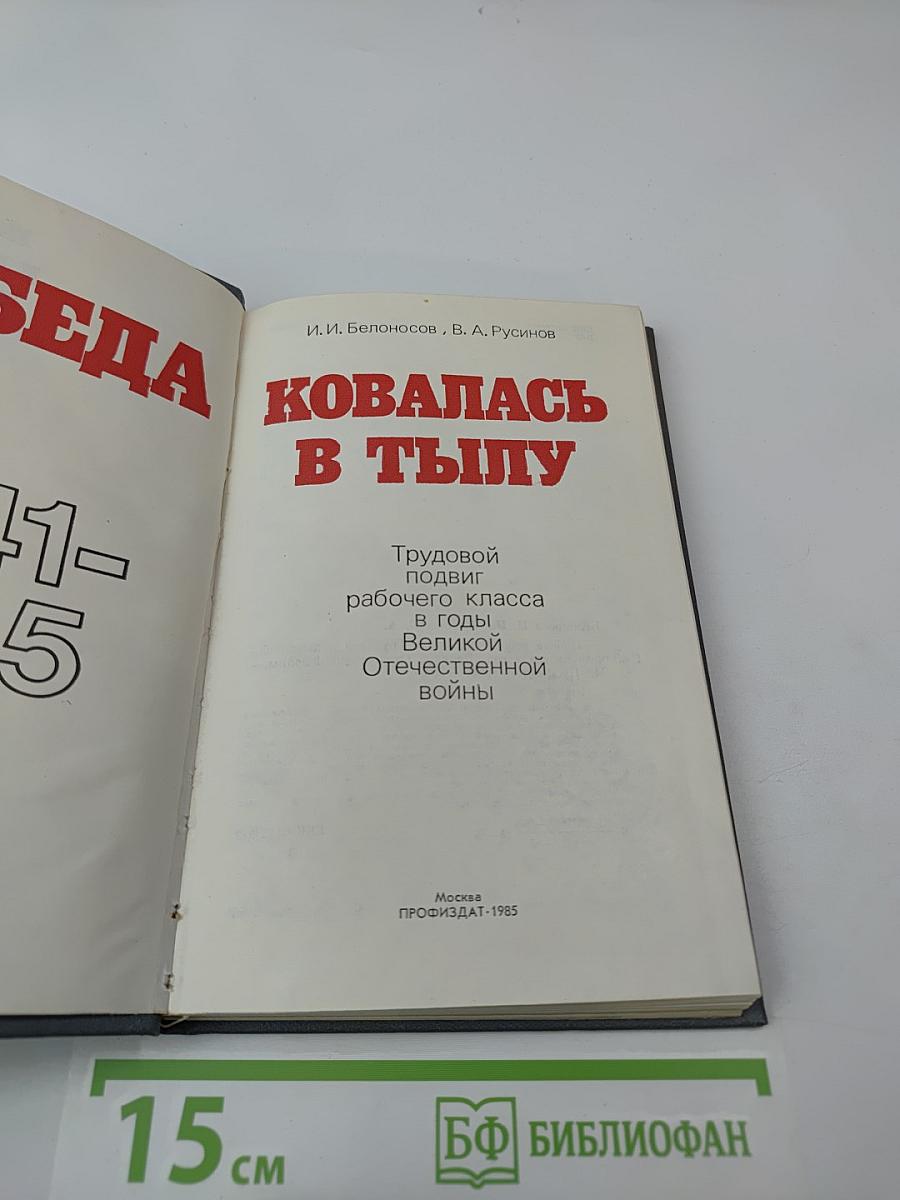 БЕДА
41-
5
И. И. Белоносов, В. А. Русинов
КОВАЛАСЬ
В ТЫЛУ
Трудовой
подвиг
рабочего класса
в годы
Великой
Отечественной
войны
Москва
ПРОФИЗДАТ·1985
15 см
БФ БИБЛИОФАН